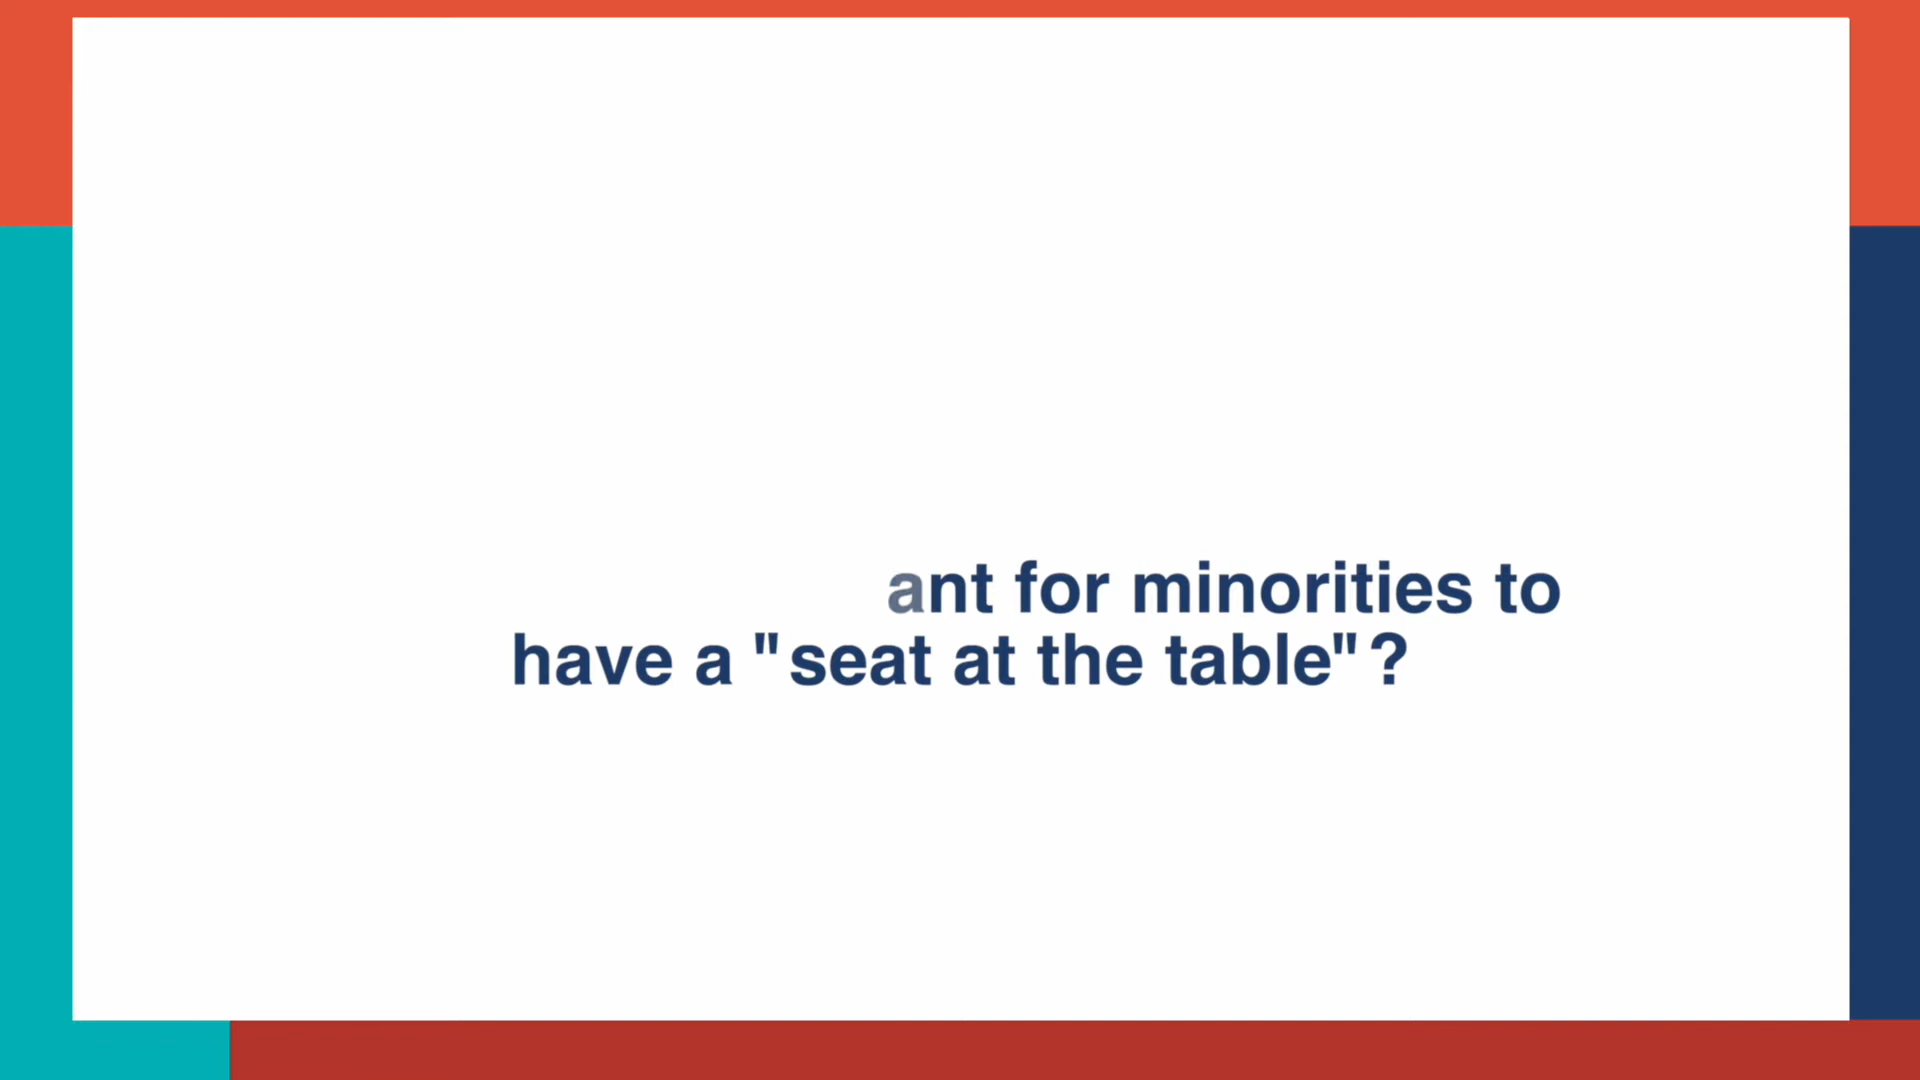 ant for minorities to
have a "seat at the table"?